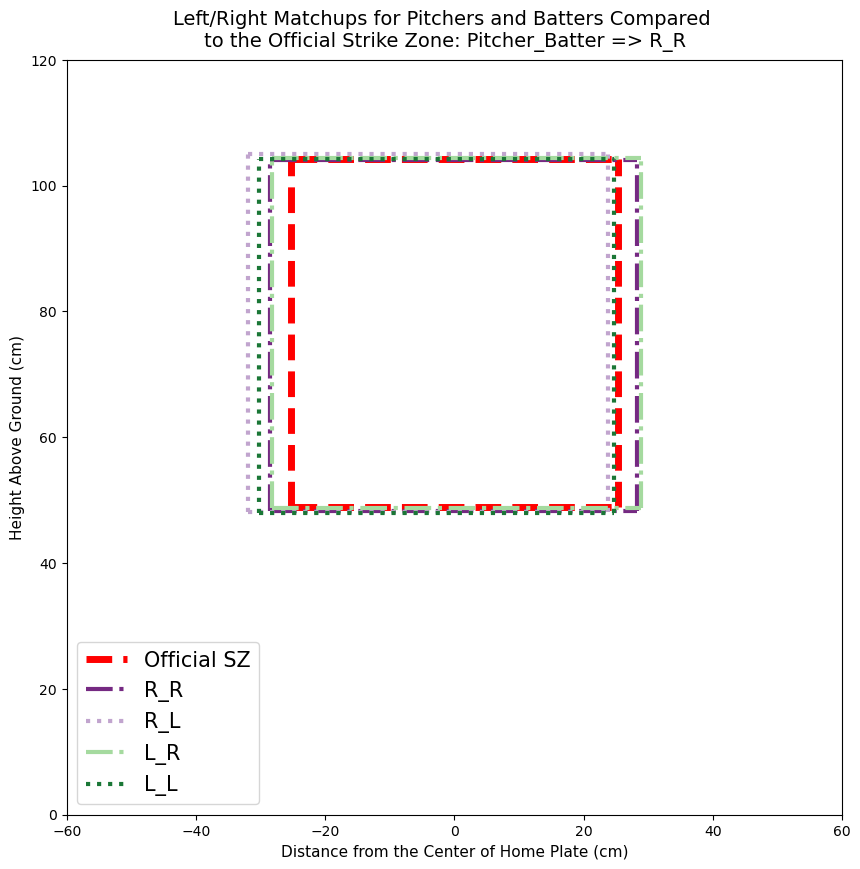 Left/Right Matchups for Pitchers and Batters Compared
to the Official Strike Zone: Pitcher_Batter => R_R
120
100
80
60
40
20
0
Height Above Ground (cm)
Official SZ
R_R
R_L
L_R
L_L
−60
−40
−20
0
20
40
60
Distance from the Center of Home Plate (cm)